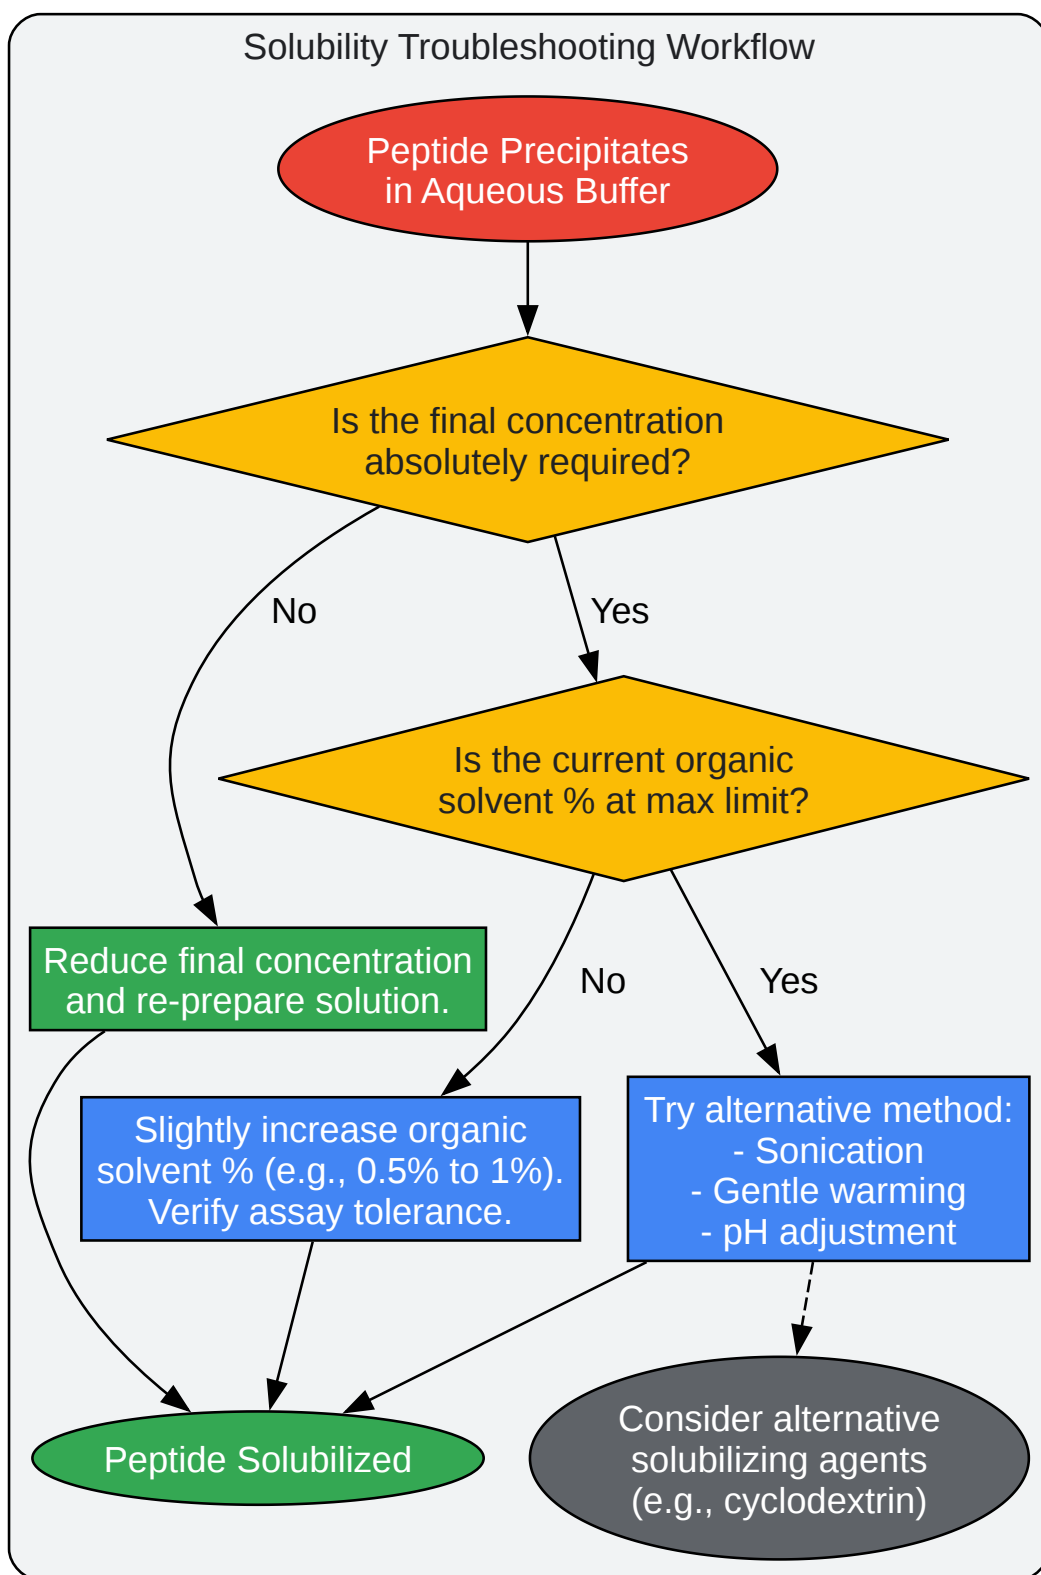 Solubility Troubleshooting Workflow
Peptide Precipitates
in Aqueous Buffer
Is the final concentration
absolutely required?
No
Yes
Is the current organic
solvent % at max limit?
Reduce final concentration
and re-prepare solution.
No
Yes
Slightly increase organic
solvent % (e.g., 0.5% to 1%).
Verify assay tolerance.
Try alternative method:
- Sonication
- Gentle warming
- pH adjustment
Peptide Solubilized
Consider alternative
solubilizing agents
(e.g., cyclodextrin)